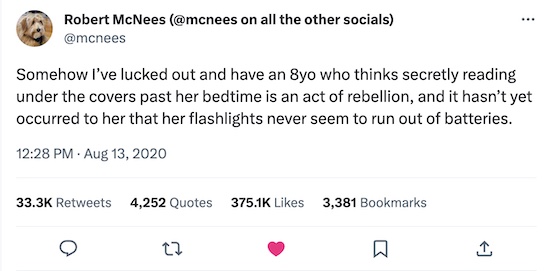 Robert McNees (@mcnees on all the other socials)
@mcnees
Somehow I’ve lucked out and have an 8yo who thinks secretly reading
under the covers past her bedtime is an act of rebellion, and it hasn’t yet
occurred to her that her flashlights never seem to run out of batteries.
12:28 PM · Aug 13, 2020
33.3K Retweets 4,252 Quotes 375.1K Likes 3,381 Bookmarks